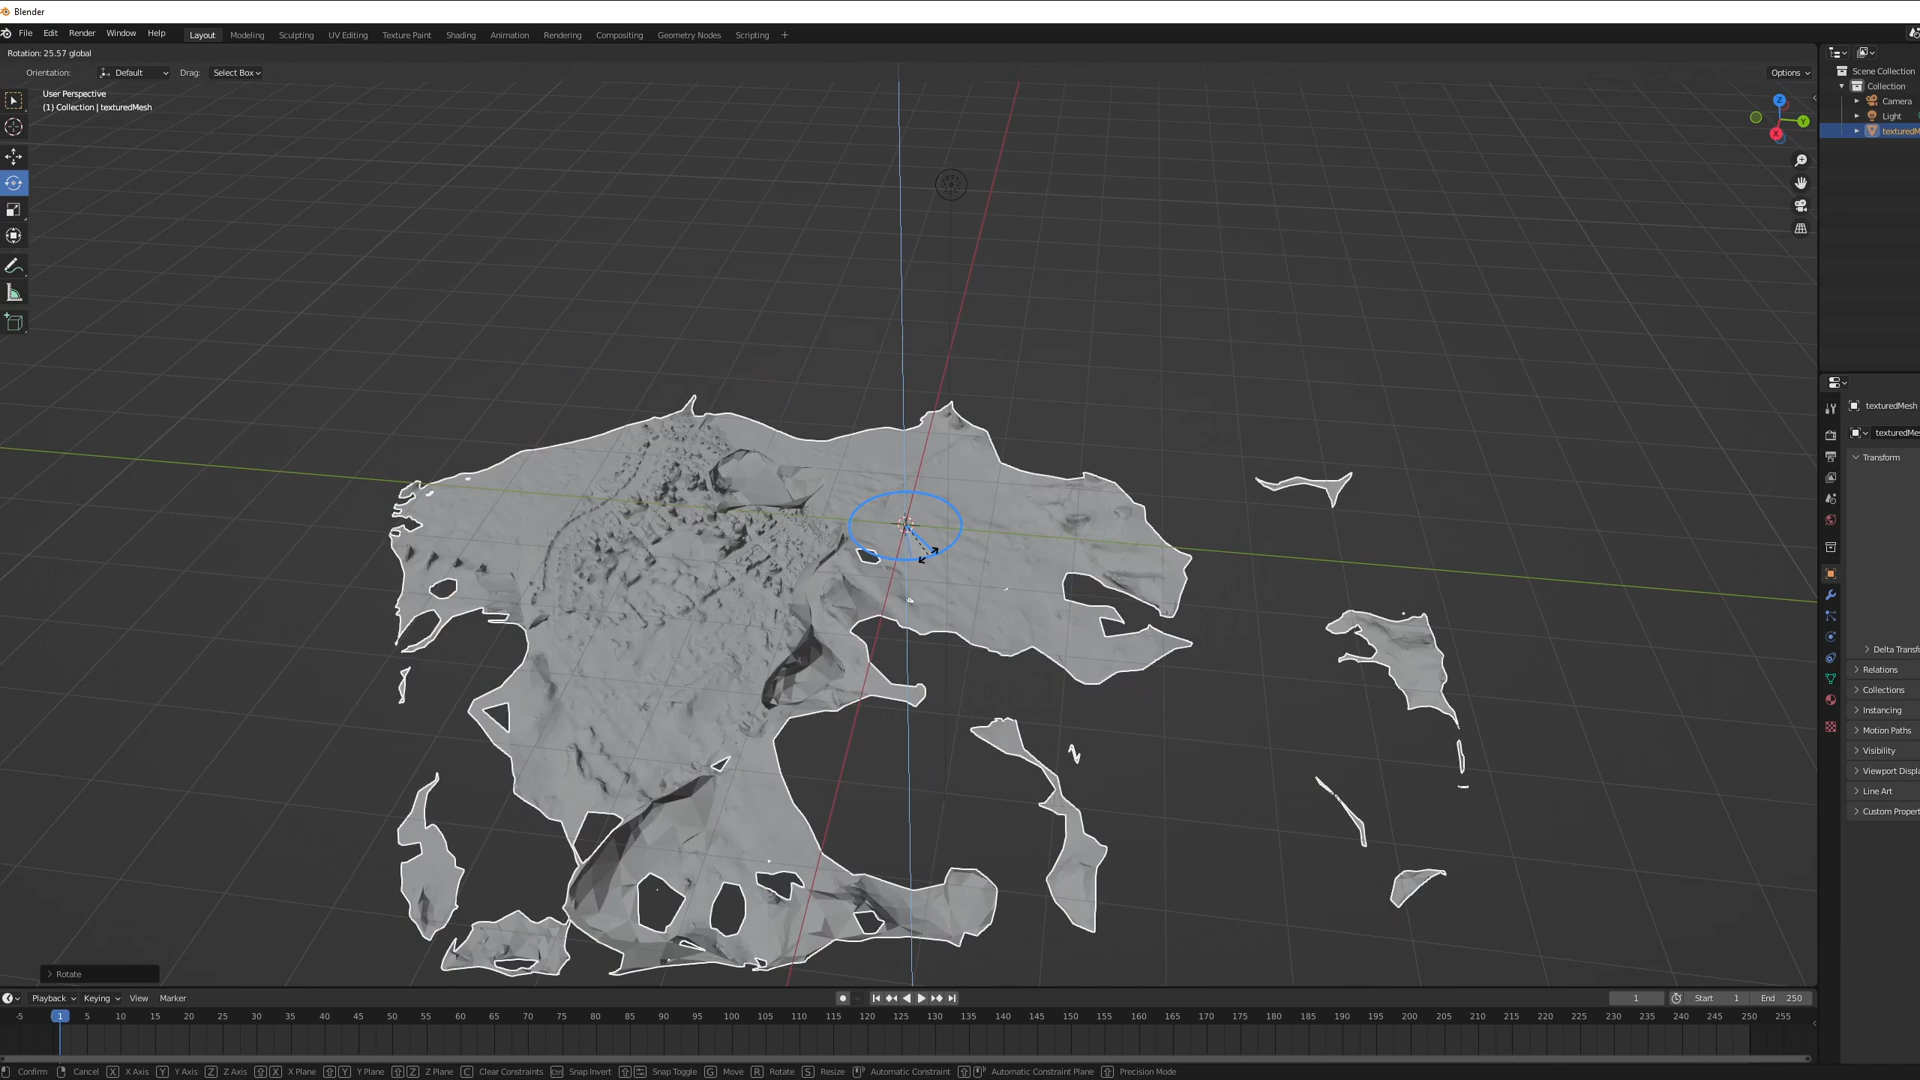 Blender
File Edit Render Window Help Layout Modeling Sculpting UV Editing Texture Paint Shading Animation Rendering Compositing Geometry Nodes Scripting +
Rotation: 25.57 global
Orientation: Default Drag: Select Box
Options
User Perspective
(1) Collection | texturedMesh
Z
Y
X
Scene Collection
Collection
Camera
Light
texturedM
texturedMesh
texturedMes
Transform
Delta Transfo
Relations
Collections
Instancing
Motion Paths
Visibility
Viewport Displa
Line Art
Custom Propert
Rotate
Playback Keying View Marker 1 Start 1 End 250
-5 1 5 10 15 20 25 30 35 40 45 50 55 60 65 70 75 80 85 90 95 100 105 110 115 120 125 130 135 140 145 150 155 160 165 170 175 180 185 190 195 200 205 210 215 220 225 230 235 240 245 250 255
Confirm Cancel X X Axis Y Y Axis Z Z Axis X X Plane Y Y Plane Z Z Plane C Clear Constraints Ctrl Snap Invert Snap Toggle G Move R Rotate S Resize Automatic Constraint Automatic Constraint Plane Precision Mode